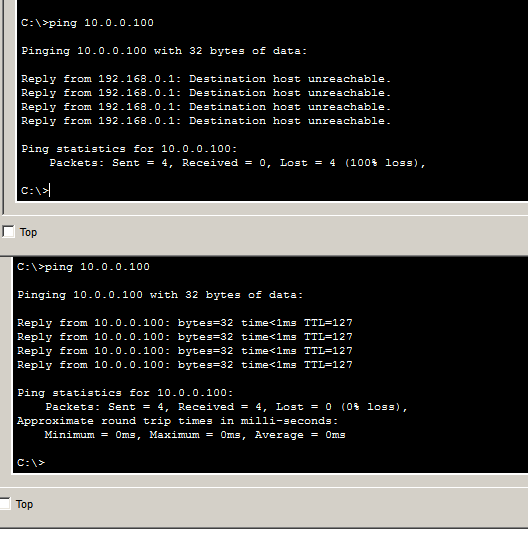 C:\>ping 10.0.0.100
Pinging 10.0.0.100 with 32 bytes of data:
Reply from 192.168.0.1: Destination host unreachable.
Reply from 192.168.0.1: Destination host unreachable.
Reply from 192.168.0.1: Destination host unreachable.
Reply from 192.168.0.1: Destination host unreachable.
Ping statistics for 10.0.0.100:
Packets: Sent = 4, Received = 0, Lost = 4 (100% loss),
C:\>
Top
C:\>ping 10.0.0.100
Pinging 10.0.0.100 with 32 bytes of data:
Reply from 10.0.0.100: bytes=32 time<1ms TTL=127
Reply from 10.0.0.100: bytes=32 time<1ms TTL=127
Reply from 10.0.0.100: bytes=32 time<1ms TTL=127
Reply from 10.0.0.100: bytes=32 time<1ms TTL=127
Ping statistics for 10.0.0.100:
Packets: Sent = 4, Received = 4, Lost = 0 (0% loss),
Approximate round trip times in milli-seconds:
Minimum = 0ms, Maximum = 0ms, Average = 0ms
C:\>
Top